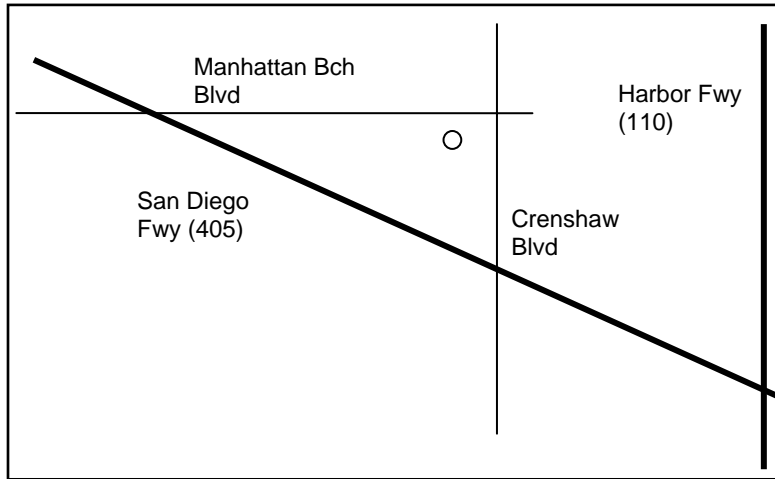 Manhattan Bch
Blvd
Harbor Fwy
(110)
San Diego
Fwy (405)
Crenshaw
Blvd